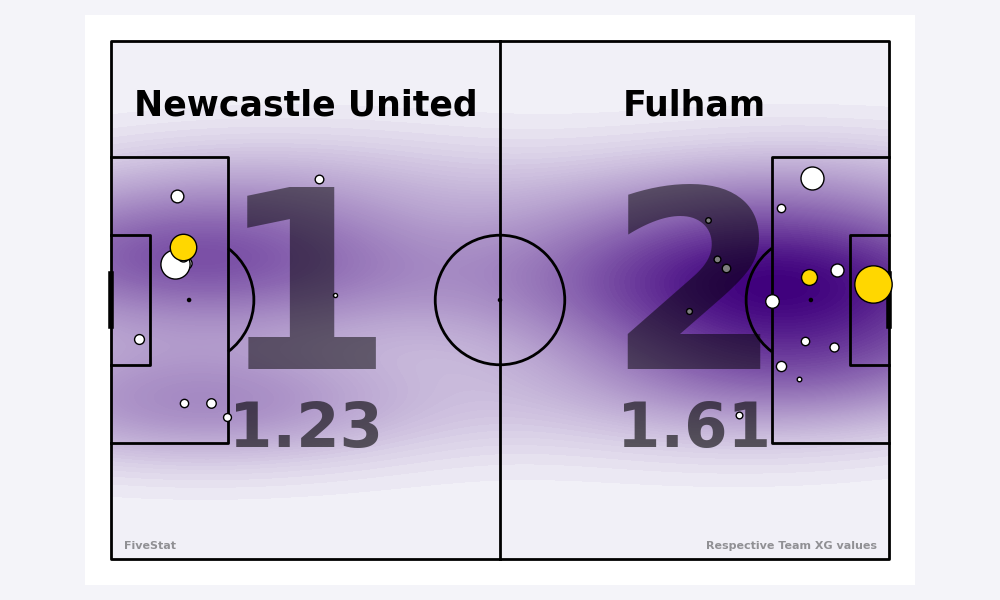 Newcastle United
Fulham
1
2
1.23
1.61
FiveStat
Respective Team XG values